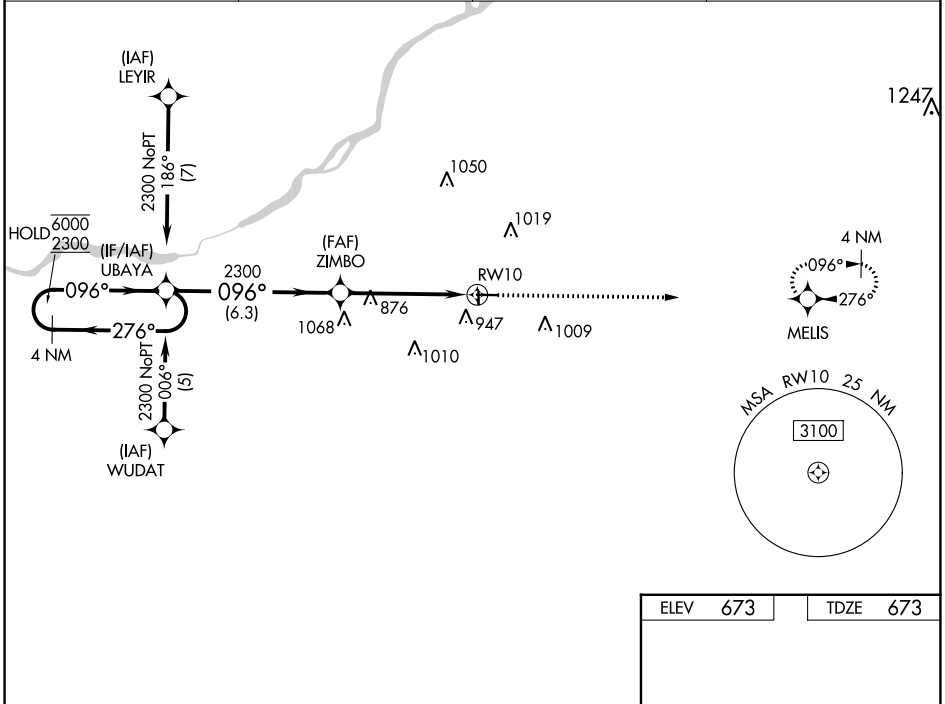 (IAF)
LEYIR
1247
2300 NoPT
186°
(7)
1050
1019
HOLD
6000
2300
(IF/IAF)
UBAYA
(FAF)
ZIMBO
4 NM
096°
2300
096°
(6.3)
RW10
096°
276°
MELIS
876
1068
947
1009
1010
276°
4 NM
2300 NoPT
006°
(5)
(IAF)
WUDAT
MSA RW10 25 NM
3100
ELEV 673
TDZE 673